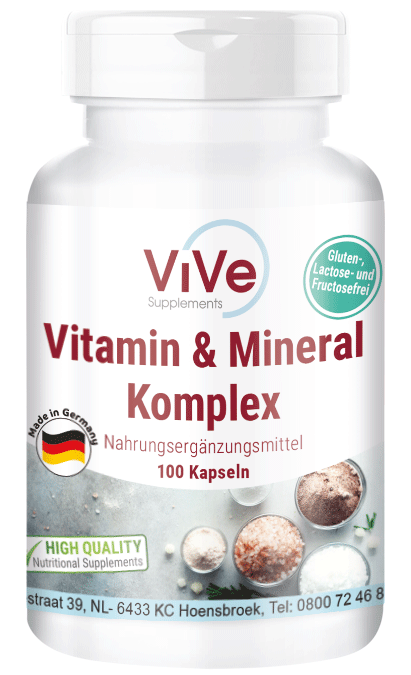 ViVe
Supplements
Gluten-,
Lactose- und
Fructosefrei
Vitamin & Mineral
Komplex
Made in Germany
Nahrungsergänzungsmittel
100 Kapseln
HIGH QUALITY
Nutritional Supplements
straat 39, NL- 6433 KC Hoensbroek, Tel: 0800 72 46 8